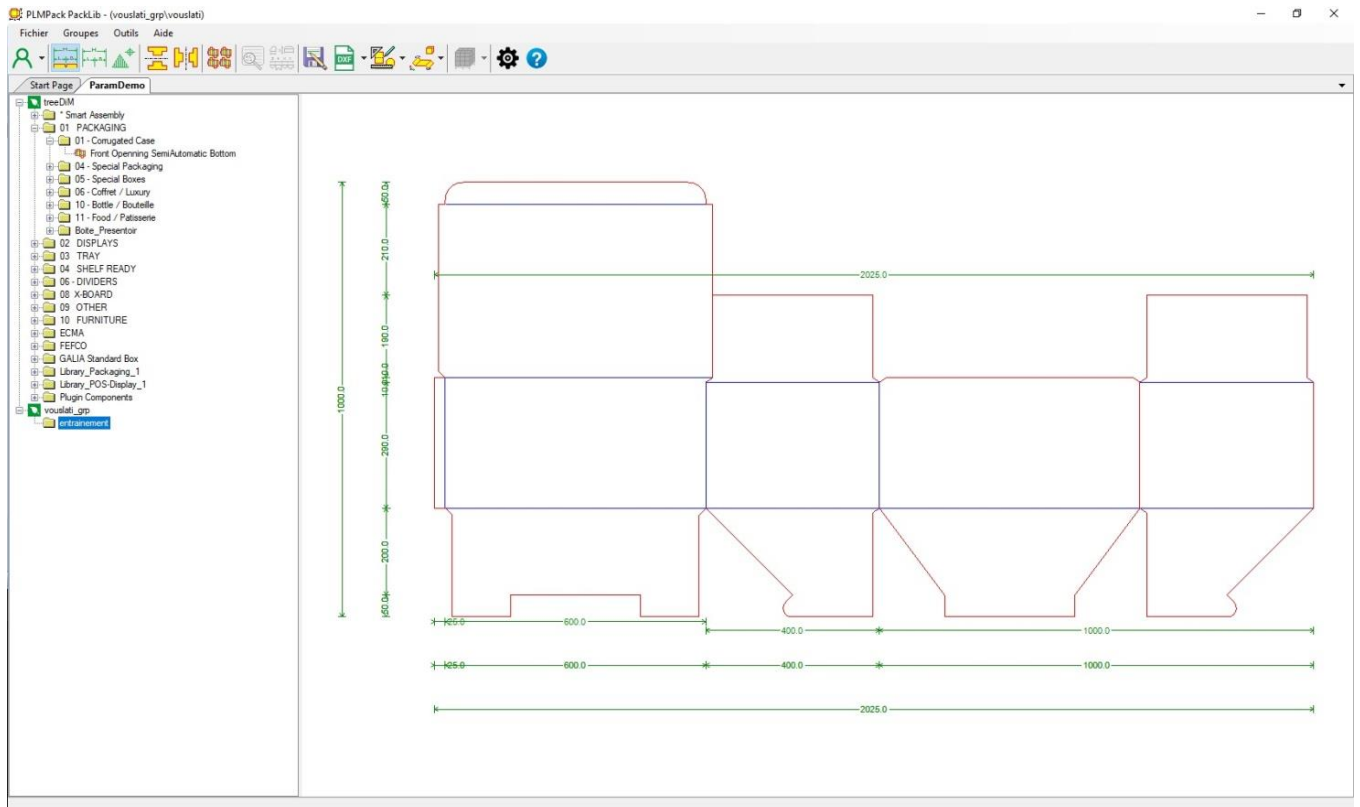 PLMPack PackLib - (vouslati_grp\vouslati)
Fichier Groupes Outils Aide
DXF
Start Page ParamDemo
treeDiM
* Smart Assembly
01 PACKAGING
01 - Corrugated Case
Front Openning SemiAutomatic Bottom
04 - Special Packaging
05 - Special Boxes
06 - Coffret / Luxury
10 - Bottle / Bouteille
11 - Food / Patisserie
Boite_Presentoir
02 DISPLAYS
03 TRAY
04 SHELF READY
06 - DIVIDERS
08 X-BOARD
09 OTHER
10 FURNITURE
ECMA
FEFCO
GALIA Standard Box
Library_Packaging_1
Library_POS-Display_1
Plugin Components
vouslati_grp
entrainement
50.0
210.0
2025.0
190.0
1000.0
290.0
200.0
50.0
25.0 600.0
400.0 1000.0
25.0 600.0 400.0 1000.0
2025.0